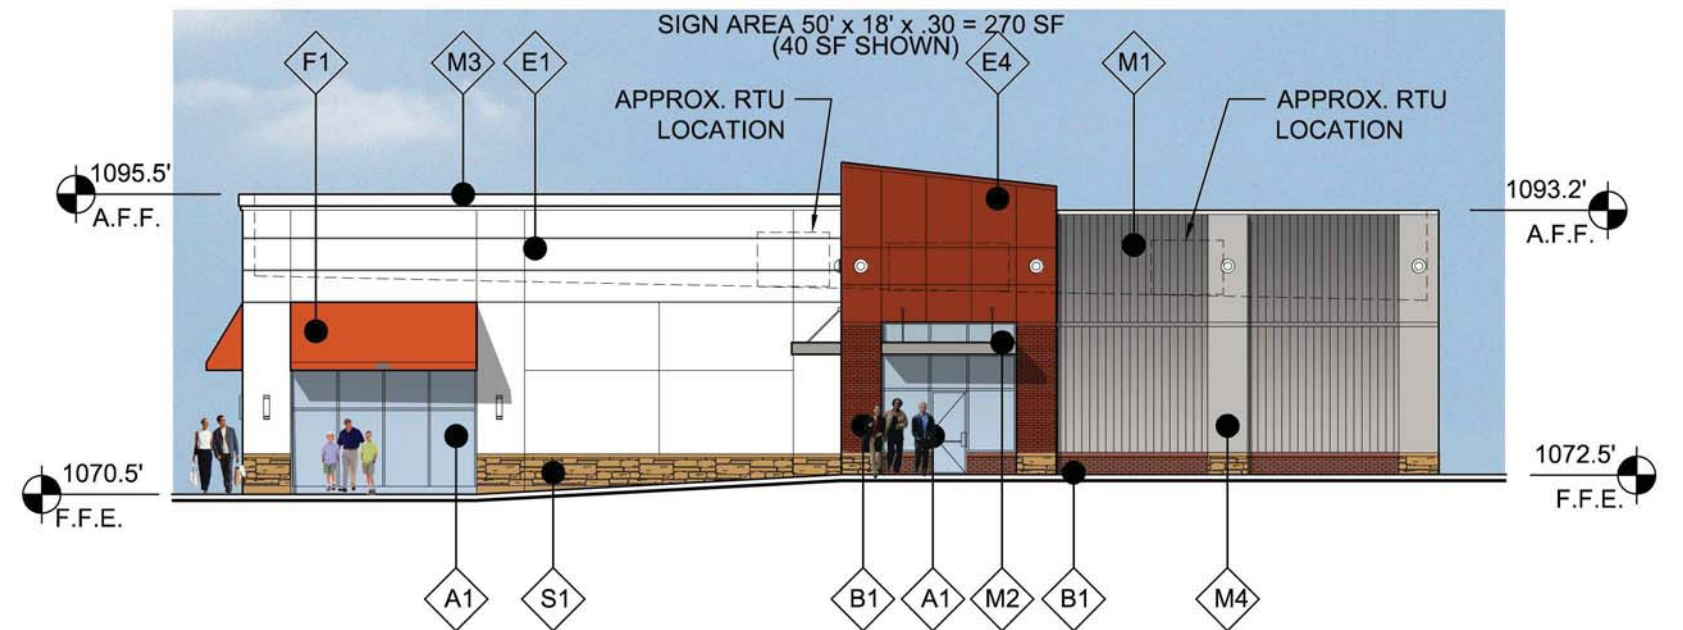 SIGN AREA 50' x 18' x .30 = 270 SF
(40 SF SHOWN)
F1
M3
E1
E4
M1
APPROX. RTU
LOCATION
APPROX. RTU
LOCATION
1095.5'
A.F.F.
1093.2'
A.F.F.
1070.5'
F.F.E.
1072.5'
F.F.E.
A1
S1
B1
A1
M2
B1
M4